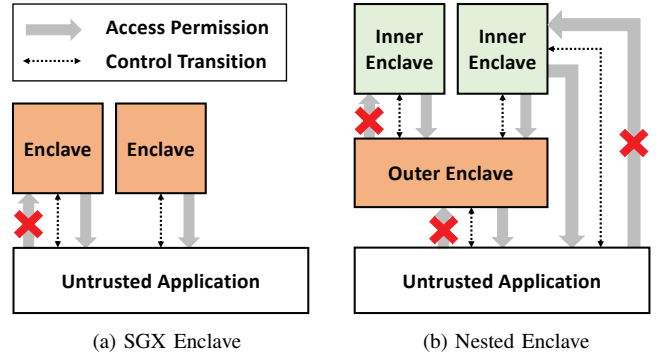 Access Permission
Control Transition
Enclave
Enclave
Untrusted Application
(a) SGX Enclave
Inner
Enclave
Inner
Enclave
Outer Enclave
Untrusted Application
(b) Nested Enclave